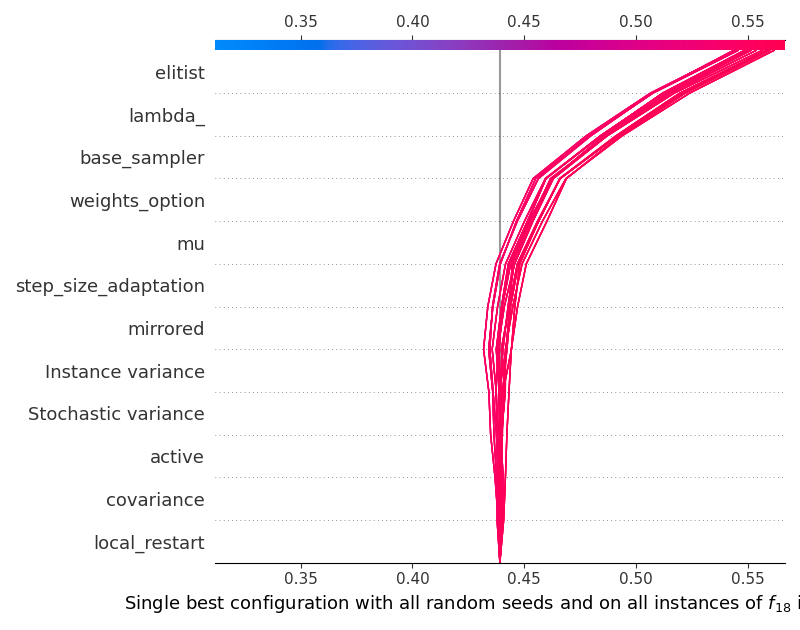 0.35 0.40 0.45 0.50 0.55
elitist
lambda_
base_sampler
weights_option
mu
step_size_adaptation
mirrored
Instance variance
Stochastic variance
active
covariance
local_restart
0.35 0.40 0.45 0.50 0.55
Single best configuration with all random seeds and on all instances of f18 i